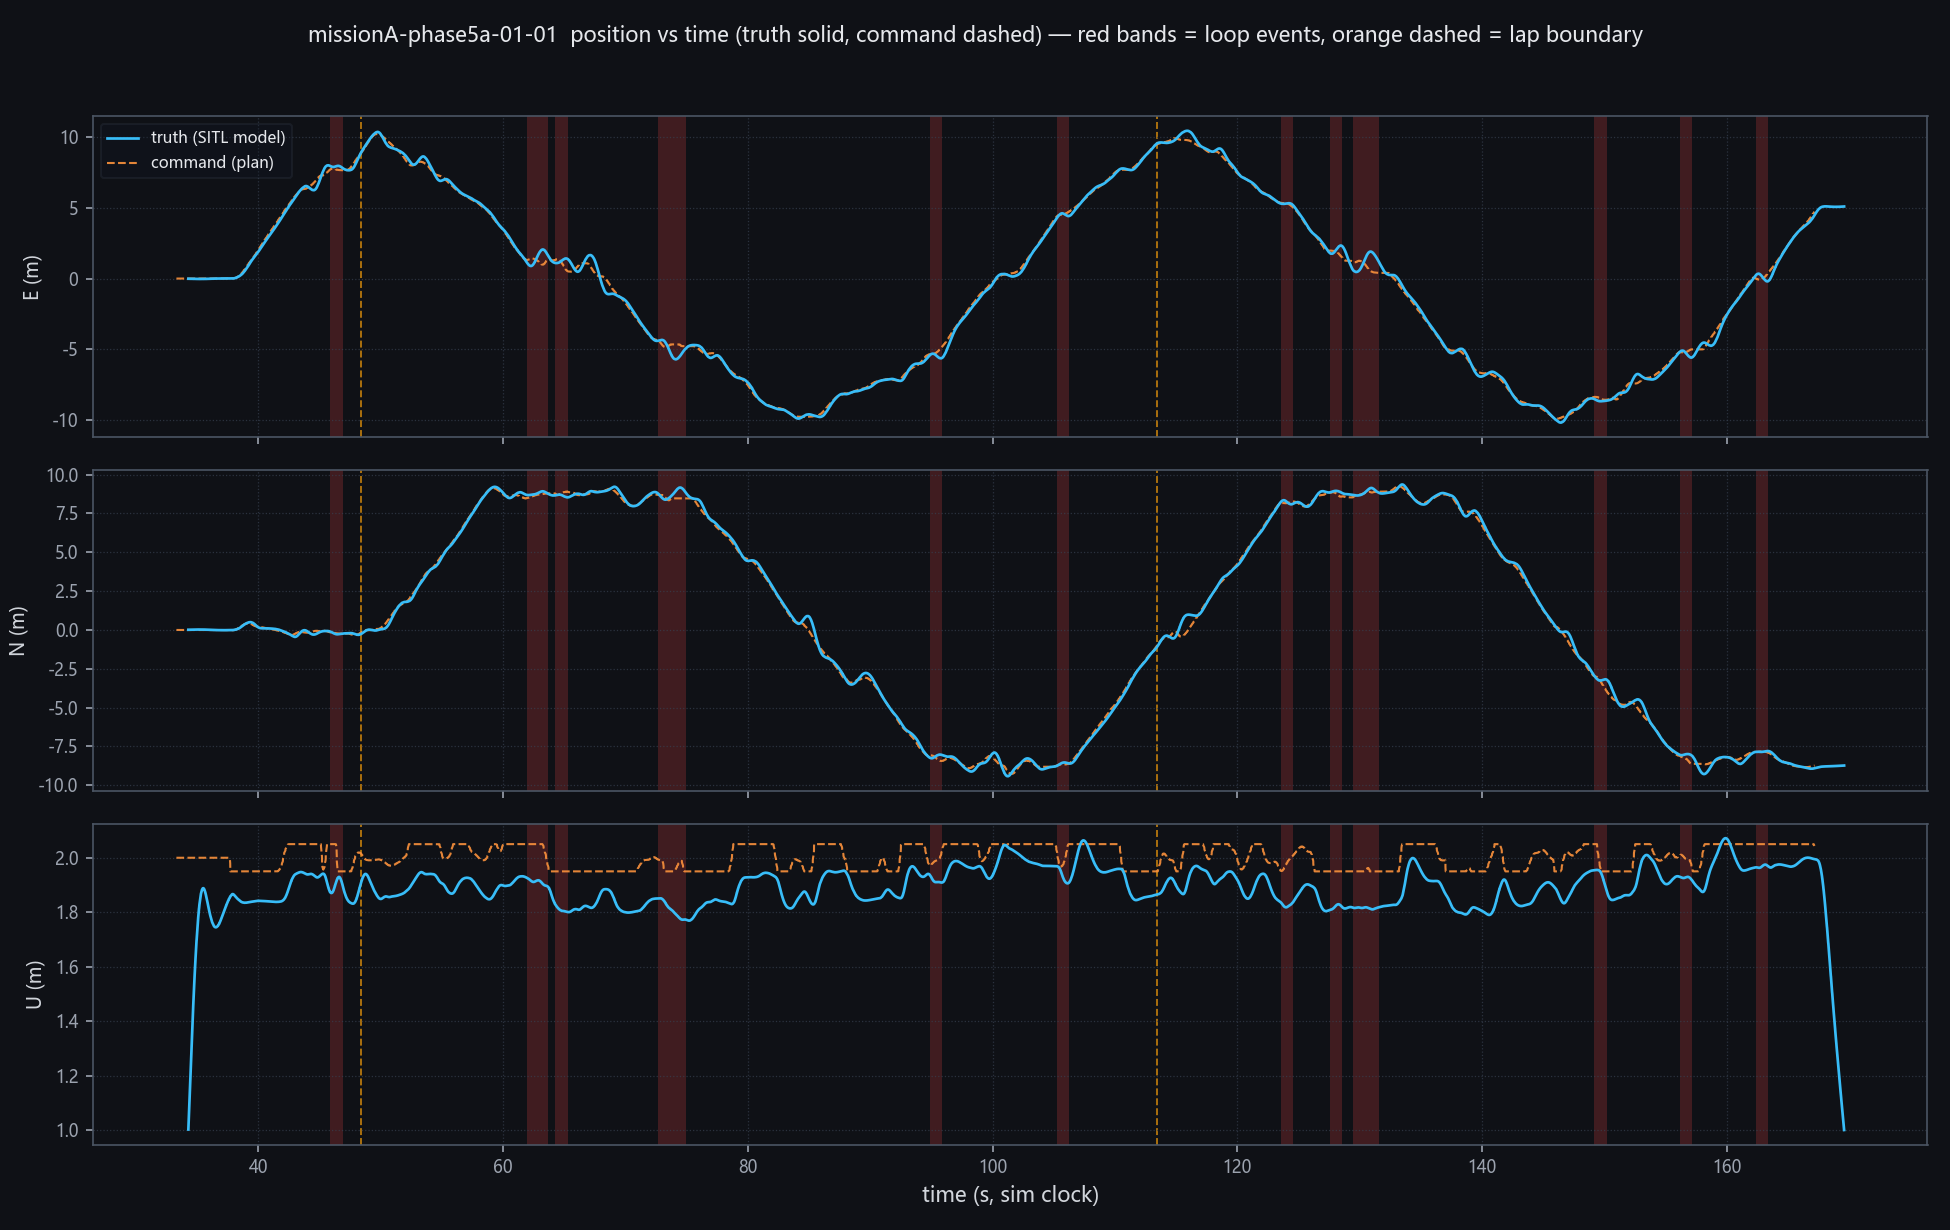 missionA-phase5a-01-01  position vs time (truth solid, command dashed) — red bands = loop events, orange dashed = lap boundary
truth (SITL model)
command (plan)
E (m)
10
5
0
-5
-10
N (m)
10.0
7.5
5.0
2.5
0.0
-2.5
-5.0
-7.5
-10.0
U (m)
2.0
1.8
1.6
1.4
1.2
1.0
40 60 80 100 120 140 160
time (s, sim clock)